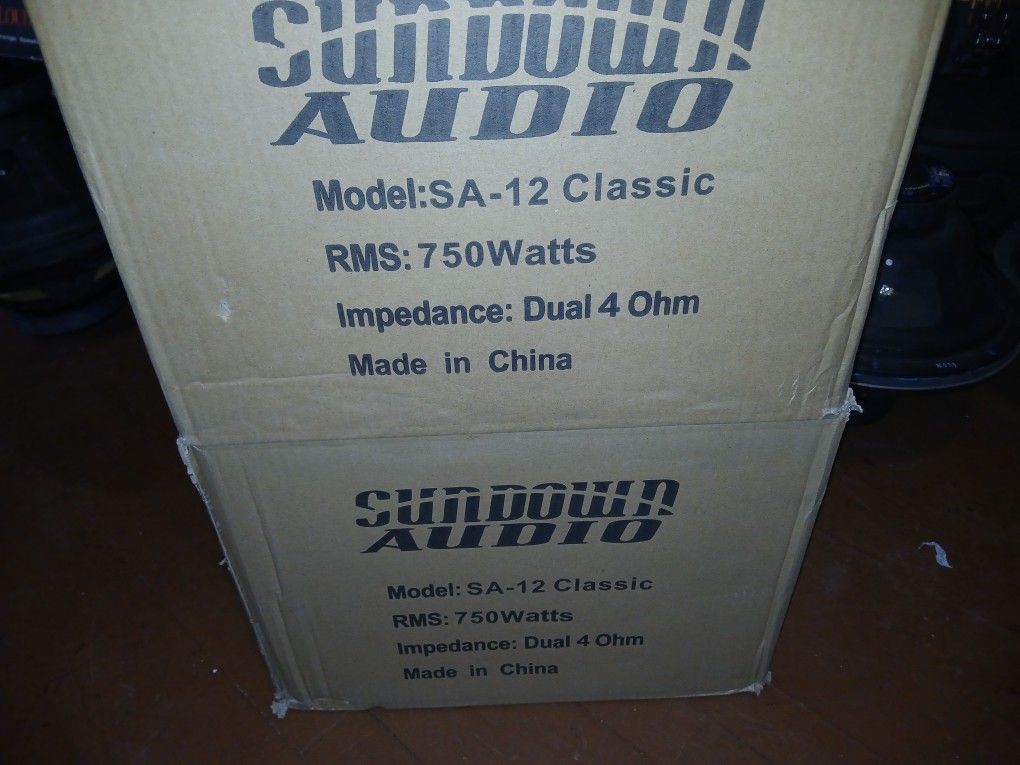 SUNDOWN
AUDIO
Model:SA-12 Classic
RMS: 750Watts
Impedance: Dual 4 Ohm
Made in China
SUNDOWN
AUDIO
Model: SA-12 Classic
RMS: 750Watts
Impedance: Dual 4 Ohm
Made in China